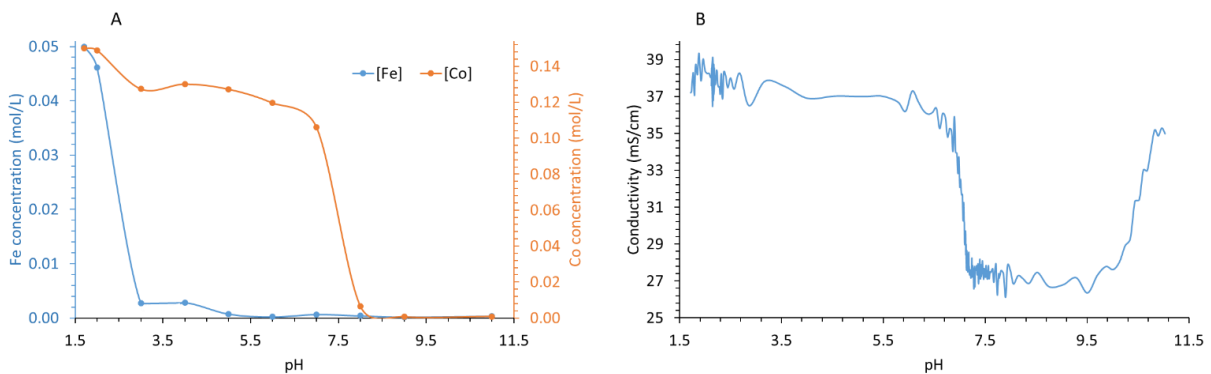 A
Fe concentration (mol/L)
0.05
0.04
0.03
0.02
0.01
0.00
[Fe]
[Co]
0.14
0.12
0.10
0.08
0.06
0.04
0.02
0.00
Co concentration (mol/L)
1.5 3.5 5.5 7.5 9.5 11.5
pH
B
Conductivity (mS/cm)
39
37
35
33
31
29
27
25
1.5 3.5 5.5 7.5 9.5 11.5
pH